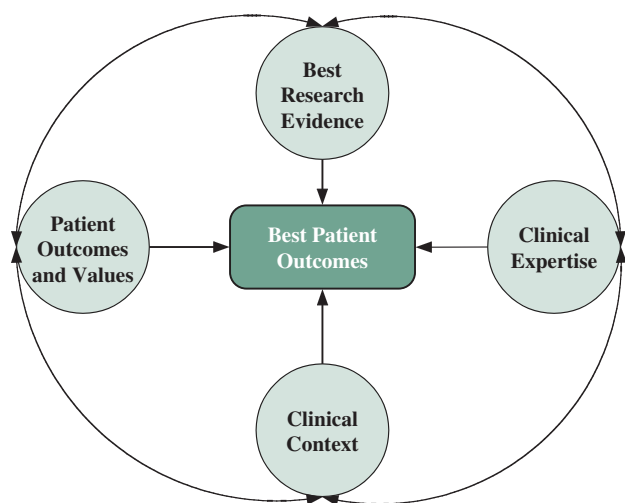 Best
Research
Evidence
Patient
Outcomes
and Values
Best Patient
Outcomes
Clinical
Expertise
Clinical
Context